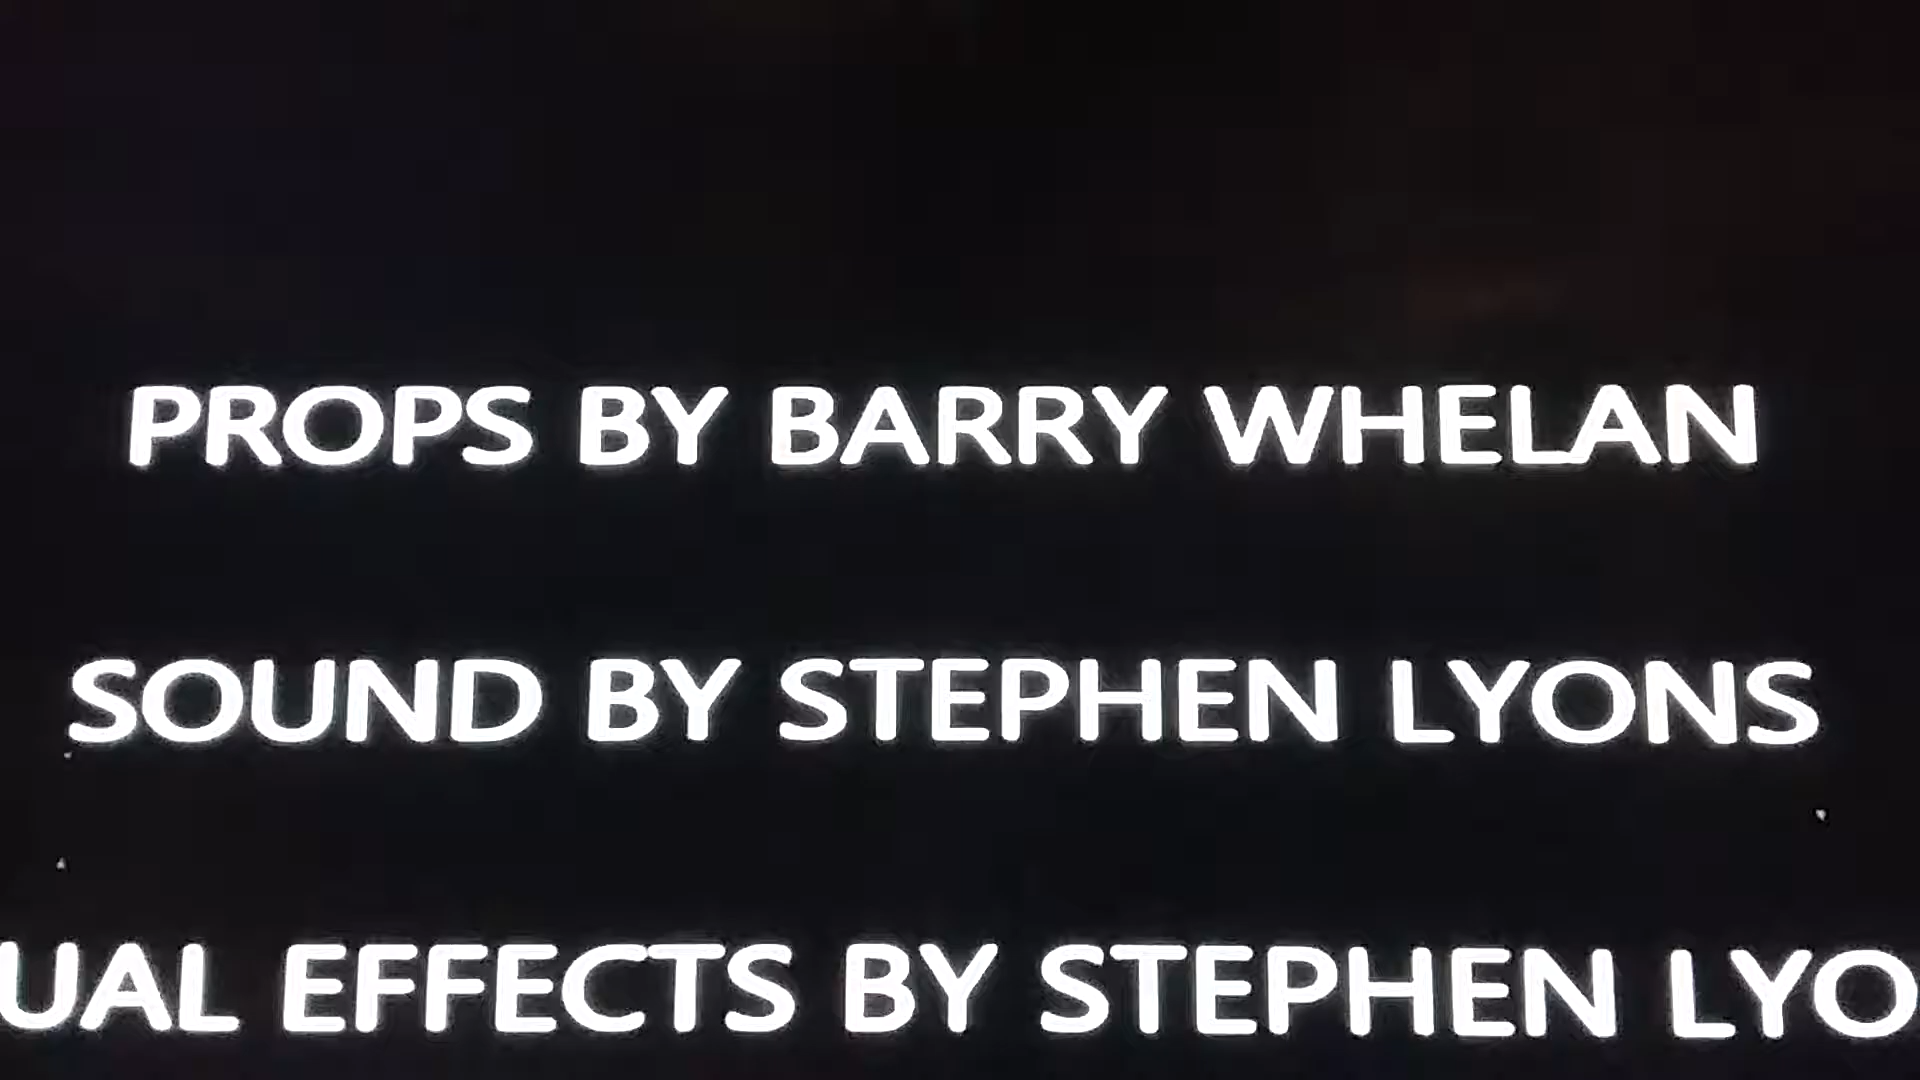 PROPS BY BARRY WHELAN
SOUND BY STEPHEN LYONS
UAL EFFECTS BY STEPHEN LYO